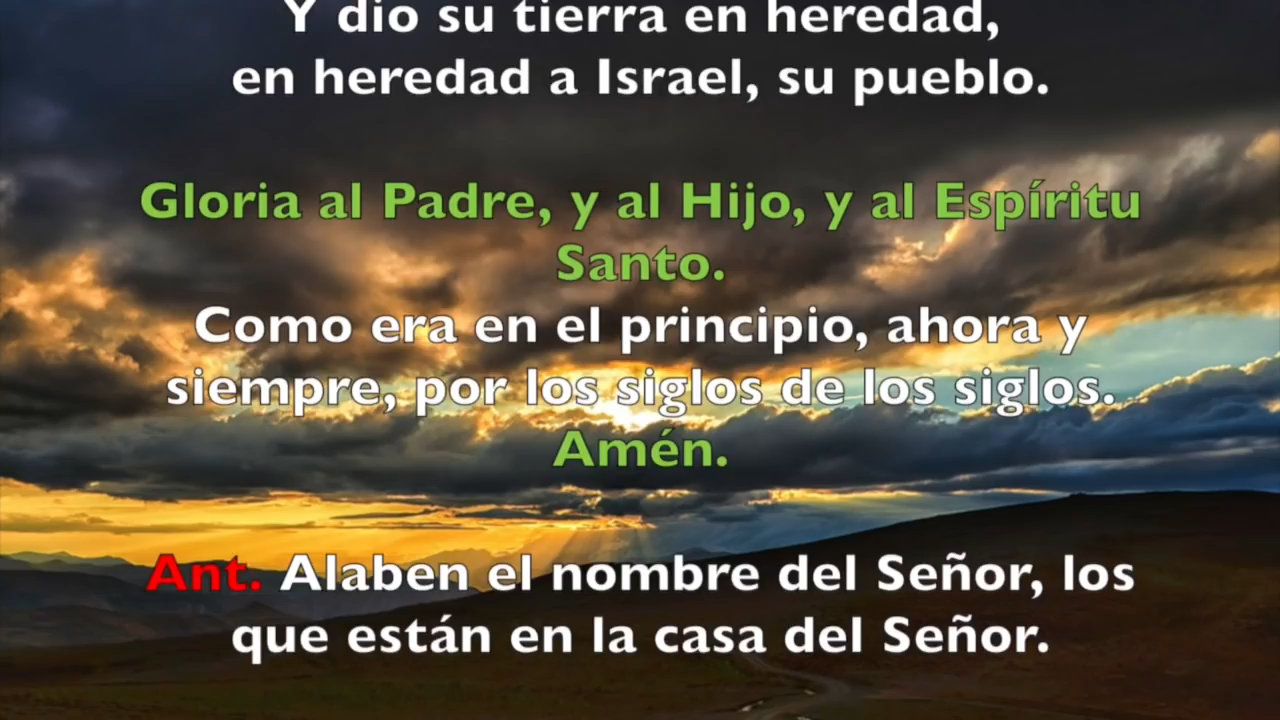 Y dio su tierra en heredad,
en heredad a Israel, su pueblo.
Gloria al Padre, y al Hijo, y al Espíritu
Santo.
Como era en el principio, ahora y
siempre, por los siglos de los siglos.
Amén.
Ant. Alaben el nombre del Señor, los
que están en la casa del Señor.